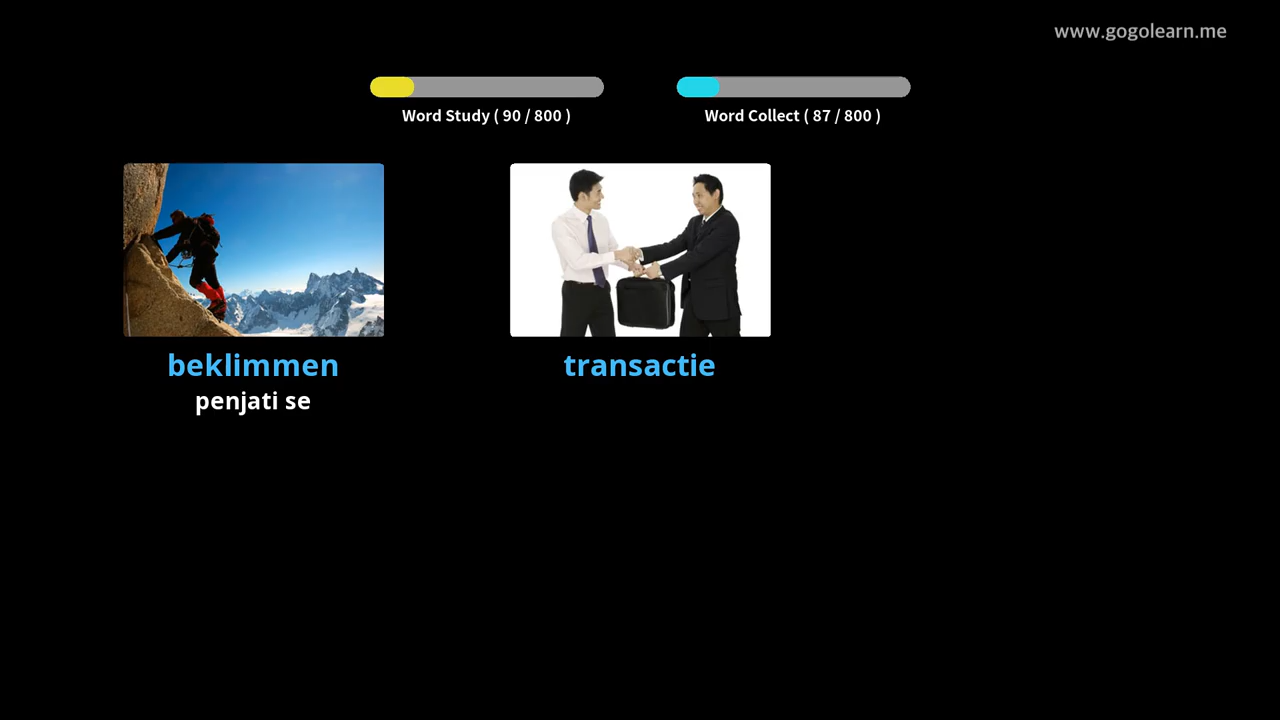 www.gogolearn.me
Word Study ( 90 / 800 )
Word Collect ( 87 / 800 )
beklimmen
penjati se
transactie